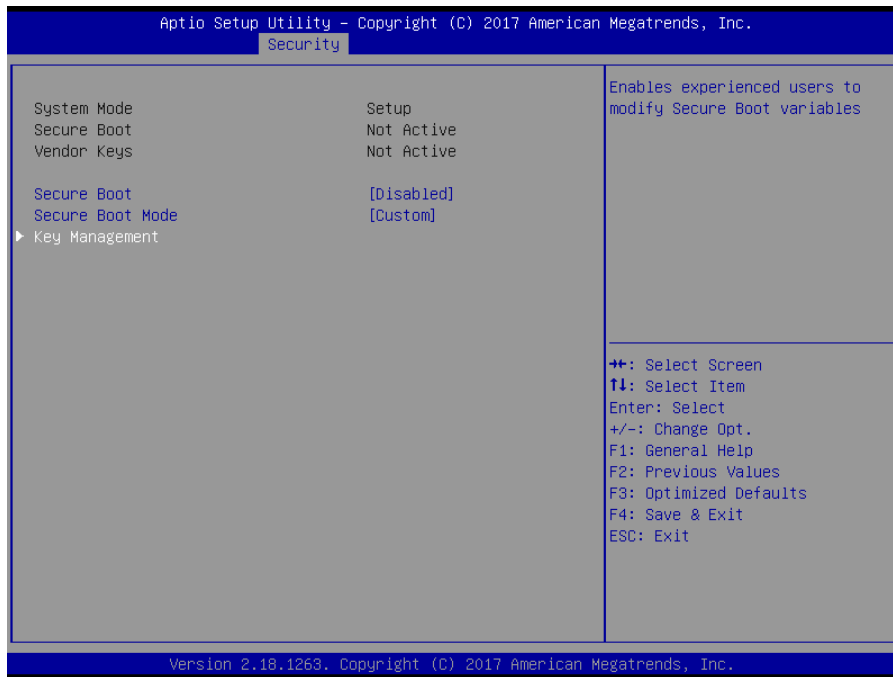 Aptio Setup Utility – Copyright (C) 2017 American Megatrends, Inc.
Security
System Mode Setup
Secure Boot Not Active
Vendor Keys Not Active
Secure Boot [Disabled]
Secure Boot Mode [Custom]
Key Management
Enables experienced users to
modify Secure Boot variables
→←: Select Screen
↑↓: Select Item
Enter: Select
+/-: Change Opt.
F1: General Help
F2: Previous Values
F3: Optimized Defaults
F4: Save & Exit
ESC: Exit
Version 2.18.1263. Copyright (C) 2017 American Megatrends, Inc.